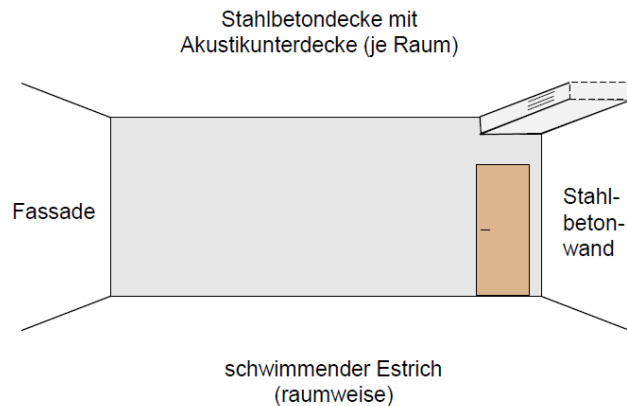 Stahlbetondecke mit
Akustikunterdecke (je Raum)
Fassade
Stahl-
beton-
wand
schwimmender Estrich
(raumweise)